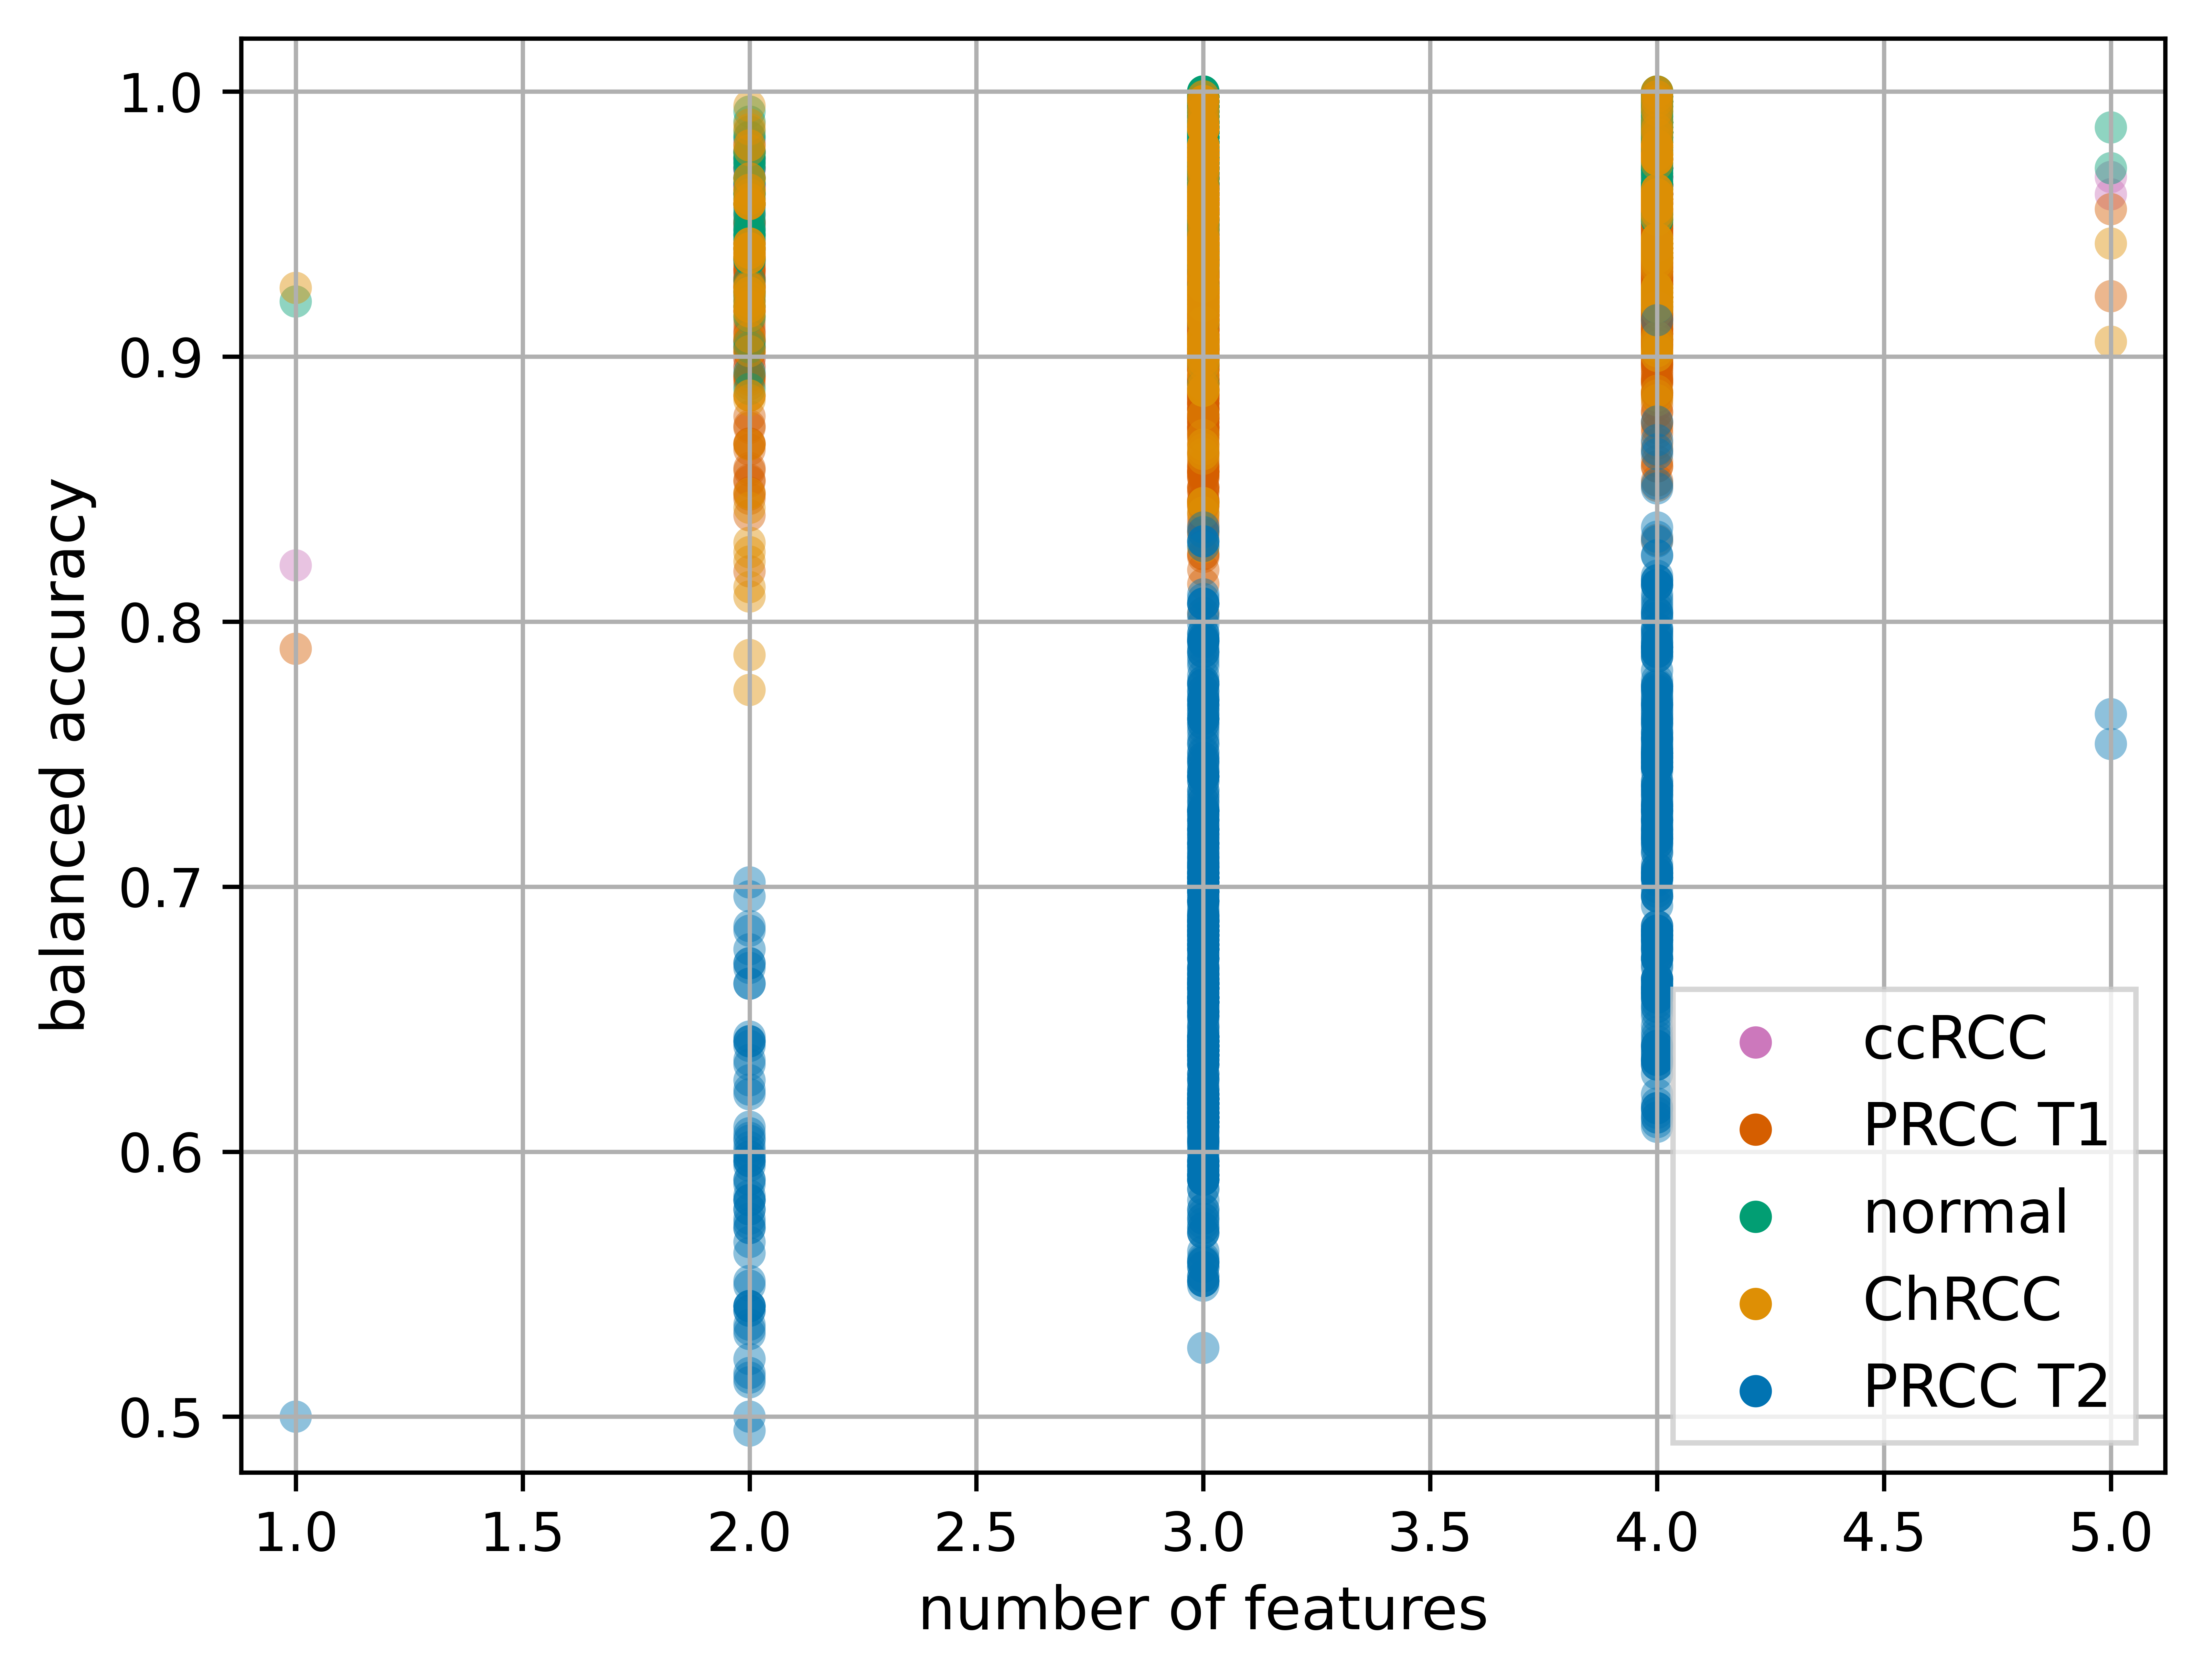 1.0
0.9
0.8
0.7
0.6
0.5
balanced accuracy
ccRCC
PRCC T1
normal
ChRCC
PRCC T2
1.0 1.5 2.0 2.5 3.0 3.5 4.0 4.5 5.0
number of features